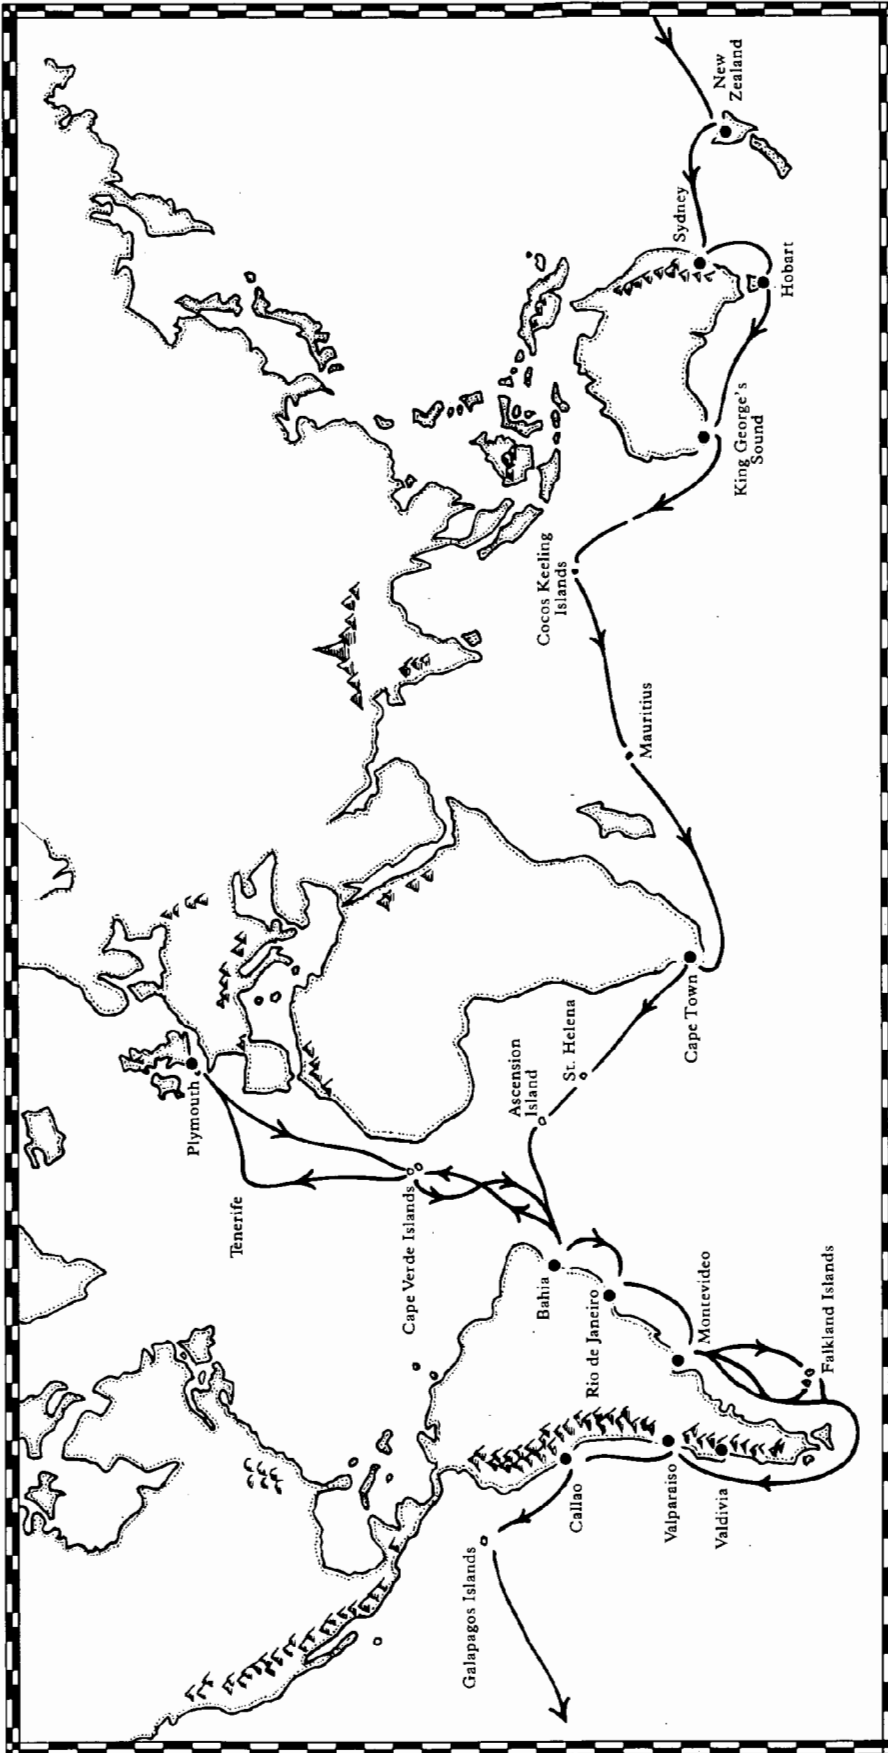 Plymouth
Tenerife
Cape Verde Islands
Galapagos Islands
Callao
Valparaiso
Valdivia
Bahia
Rio de Janeiro
Montevideo
Falkland Islands
Ascension
Island
St. Helena
Cape Town
Mauritius
Cocos Keeling
Islands
King George's
Sound
Hobart
Sydney
New
Zealand